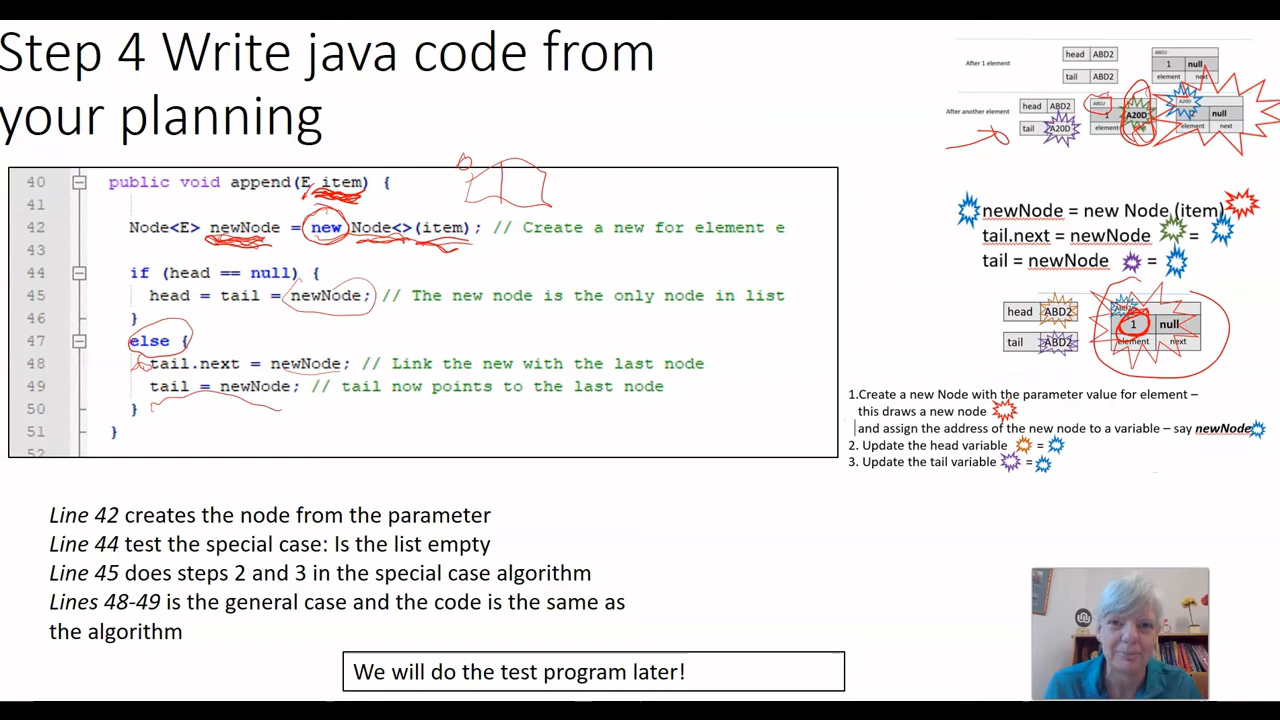 Step 4 Write java code from
your planning
40 public void append(E item) {
41
42 Node<E> newNode = new Node<>(item); // Create a new for element e
43
44 if (head == null) {
45 head = tail = newNode; // The new node is the only node in list
46 }
47 else {
48 tail.next = newNode; // Link the new with the last node
49 tail = newNode; // tail now points to the last node
50 }
51 }
52
Line 42 creates the node from the parameter
Line 44 test the special case: Is the list empty
Line 45 does steps 2 and 3 in the special case algorithm
Lines 48-49 is the general case and the code is the same as
the algorithm
We will do the test program later!
After 1 element
head ABD2
tail ABD2
1 null
element next
After another element
head ABD2
tail A20D
1 A20D
element
A20D
null
element next
newNode = new Node (item)
tail.next = newNode =
tail = newNode =
head ABD2
tail ABD2
1 null
element next
1.Create a new Node with the parameter value for element –
this draws a new node
and assign the address of the new node to a variable – say newNode
2. Update the head variable =
3. Update the tail variable =